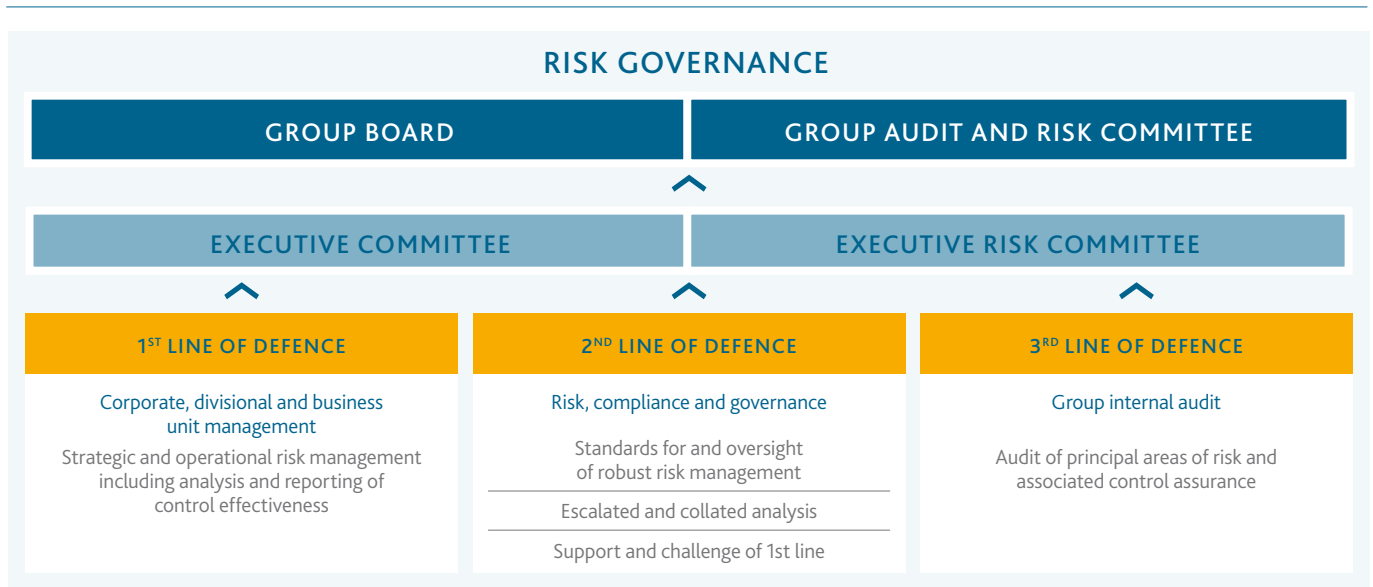 RISK GOVERNANCE
GROUP BOARD
GROUP AUDIT AND RISK COMMITTEE
EXECUTIVE COMMITTEE
EXECUTIVE RISK COMMITTEE
1ST LINE OF DEFENCE
Corporate, divisional and business
unit management
Strategic and operational risk management
including analysis and reporting of
control effectiveness
2ND LINE OF DEFENCE
Risk, compliance and governance
Standards for and oversight
of robust risk management
Escalated and collated analysis
Support and challenge of 1st line
3RD LINE OF DEFENCE
Group internal audit
Audit of principal areas of risk and
associated control assurance